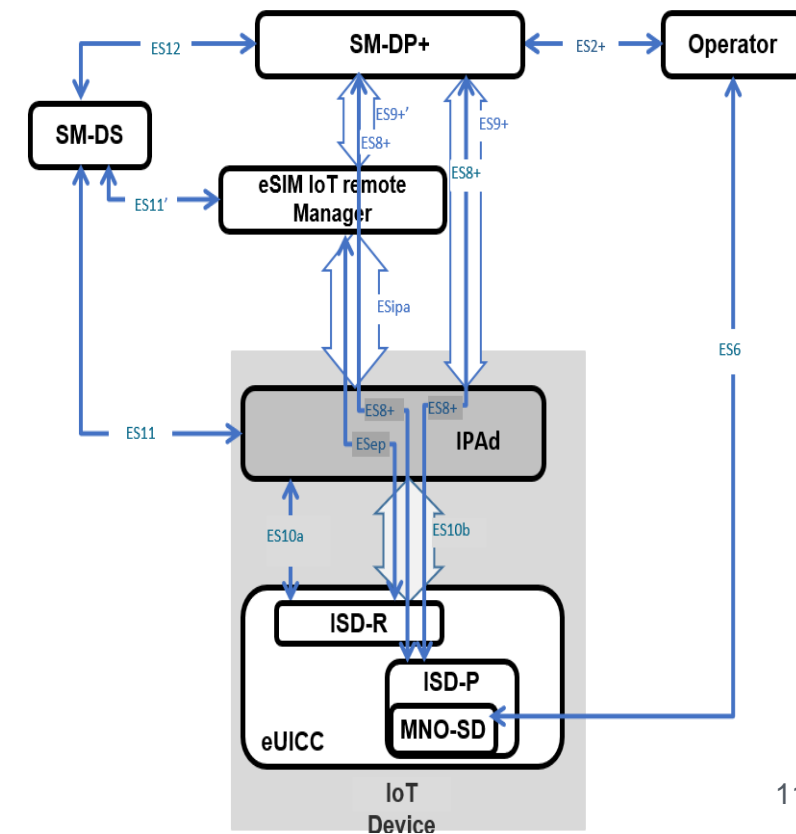 SM-DP+
Operator
ES12
ES2+
SM-DS
ES9+’
ES9+
ES8+
ES8+
eSIM IoT remote
Manager
ES11’
ESipa
ES6
ES8+
ES8+
ES11
ESep
IPAd
ES10a
ES10b
ISD-R
ISD-P
MNO-SD
eUICC
IoT
Device
11